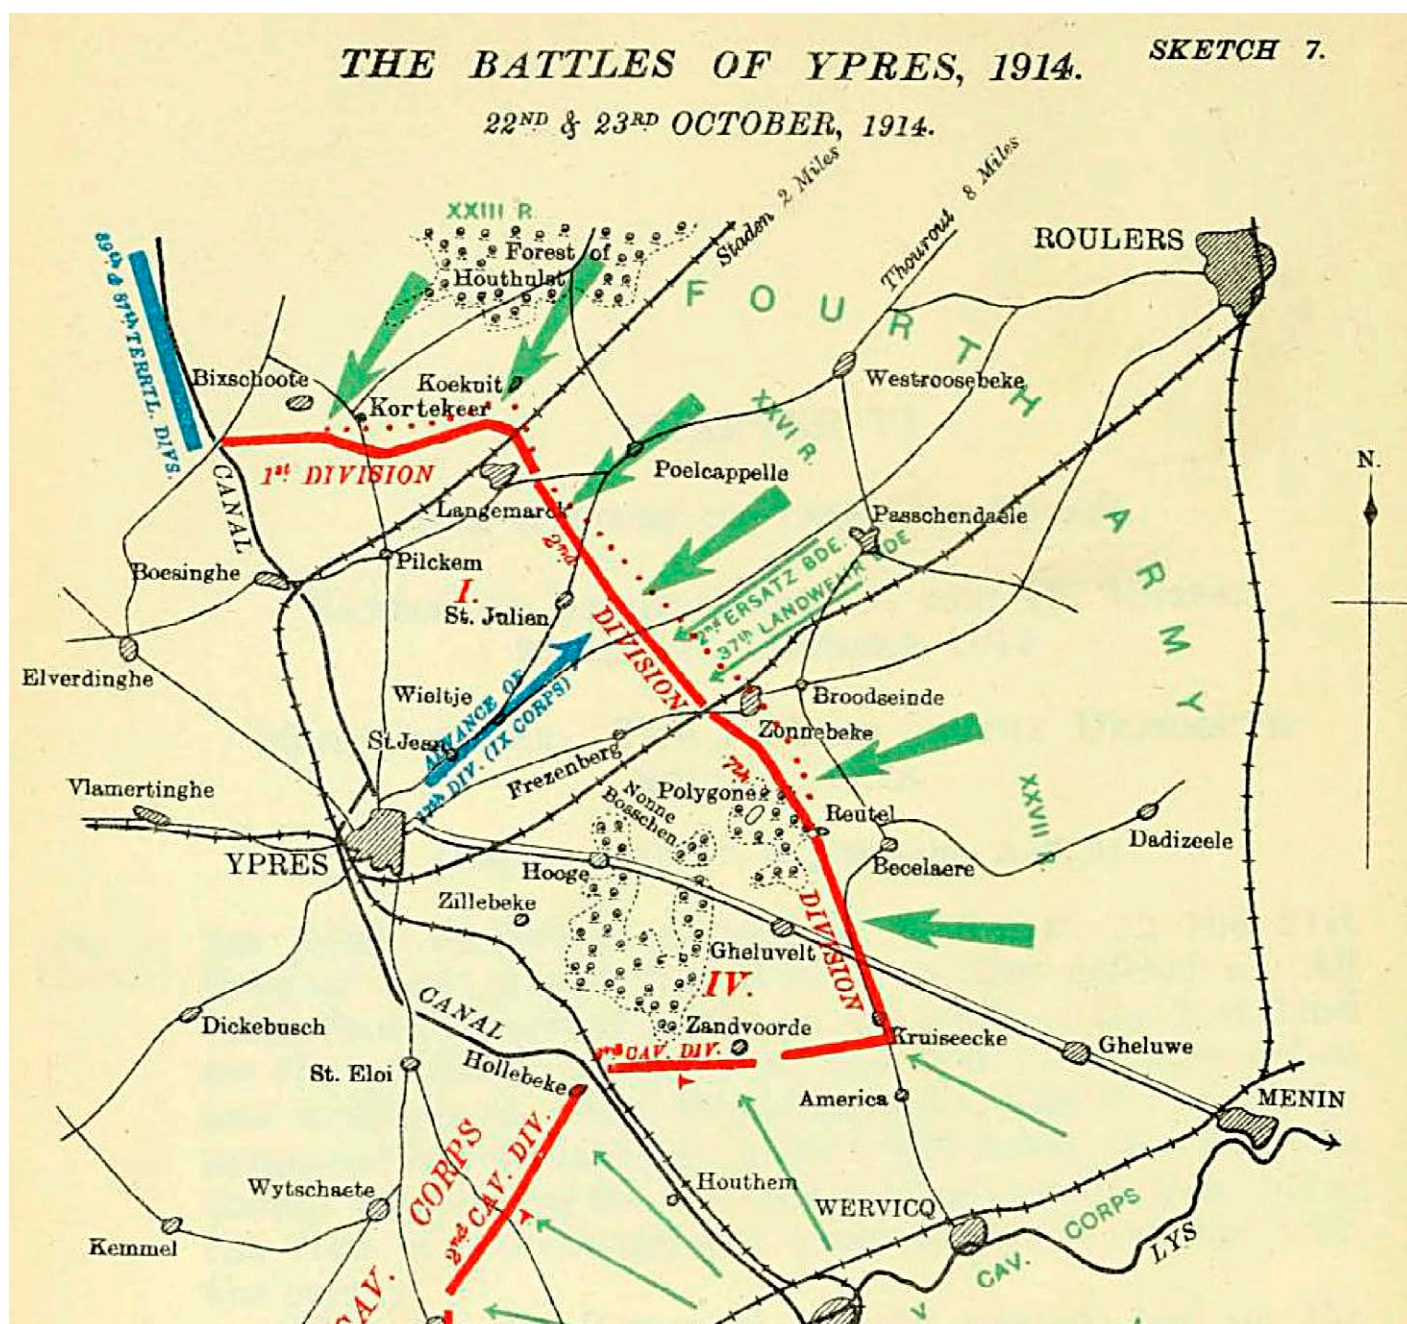 THE BATTLES OF YPRES, 1914.
SKETCH 7.
22ND & 23RD OCTOBER, 1914.
Staden 2 Miles
Thourout 8 Miles
XXIII R.
Forest of
Houthulst
ROULERS
89th & 87th TERRTL. DIVS.
FOURTH ARMY
Bixschoote
Koekuit
Kortekeer
Westroosebeke
XXVI R.
1st DIVISION
Poelcappelle
N.
CANAL
Langemarck
Passchendaele
2nd DIVISION
Boesinghe
Pilckem
I.
St. Julien
2nd ERSATZ BDE.
37th LANDWEHR BDE
Elverdinghe
Wieltje
ADVANCE OF
DIV. (IX CORPS)
Broodseinde
St Jean
Zonnebeke
Frezenberg
Vlamertinghe
7th DIVISION
Polygone
Nonne
Bosschen
Reutel
XXVII R.
Dadizeele
YPRES
Hooge
Becelaere
Zillebeke
Gheluvelt
IV.
CANAL
Dickebusch
Zandvoorde
CAV. DIV.
Kruiseecke
Gheluwe
St. Eloi
Hollebeke
America
MENIN
CORPS
2nd CAV. DIV.
Wytschaete
Houthem
WERVICQ
CAV. CORPS
LYS
Kemmel
CAV.
V